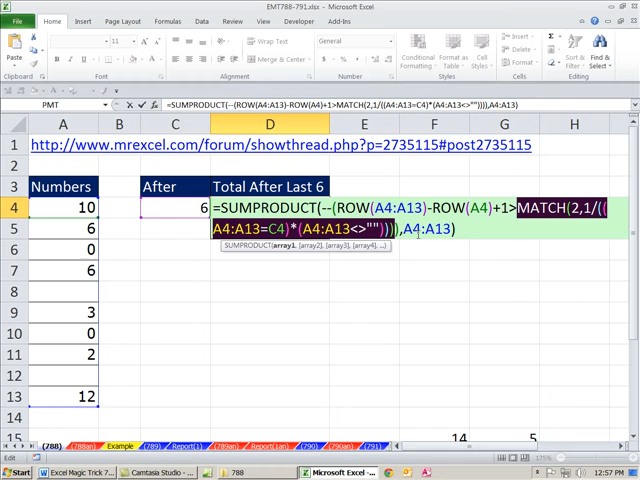 EMT788-791.xlsx - Microsoft Excel
File Home Insert Page Layout Formulas Data Review View Developer Add-Ins
Paste
Clipboard Font Alignment Number Styles Cells Editing
11
Wrap Text
Merge & Center
General
Conditional Formatting Format as Table Cell Styles
Insert
Delete
Format
Sort & Filter Find & Select
PMT =SUMPRODUCT(--(ROW(A4:A13)-ROW(A4)+1>MATCH(2,1/((A4:A13=C4)*(A4:A13<>"")))),A4:A13)
A B C D E F G H
1 http://www.mrexcel.com/forum/showthread.php?p=2735115#post2735115
2
3 Numbers After Total After Last 6
4 10 6 =SUMPRODUCT(--(ROW(A4:A13)-ROW(A4)+1>MATCH(2,1/((
5 6 A4:A13=C4)*(A4:A13<>"")))),A4:A13)
SUMPRODUCT(array1, [array2], [array3], [array4], ...)
6 0
7 6
8
9 3
10 0
11 2
12
13 12
14
15 14 5
(788) (788an) Example (789) Report(1) (789an) Report(1an) (790) (790an) (791)
Edit 175%
Start Excel Magic Trick 7... Camtasia Studio - ... 788 Microsoft Excel ... 12:57 PM